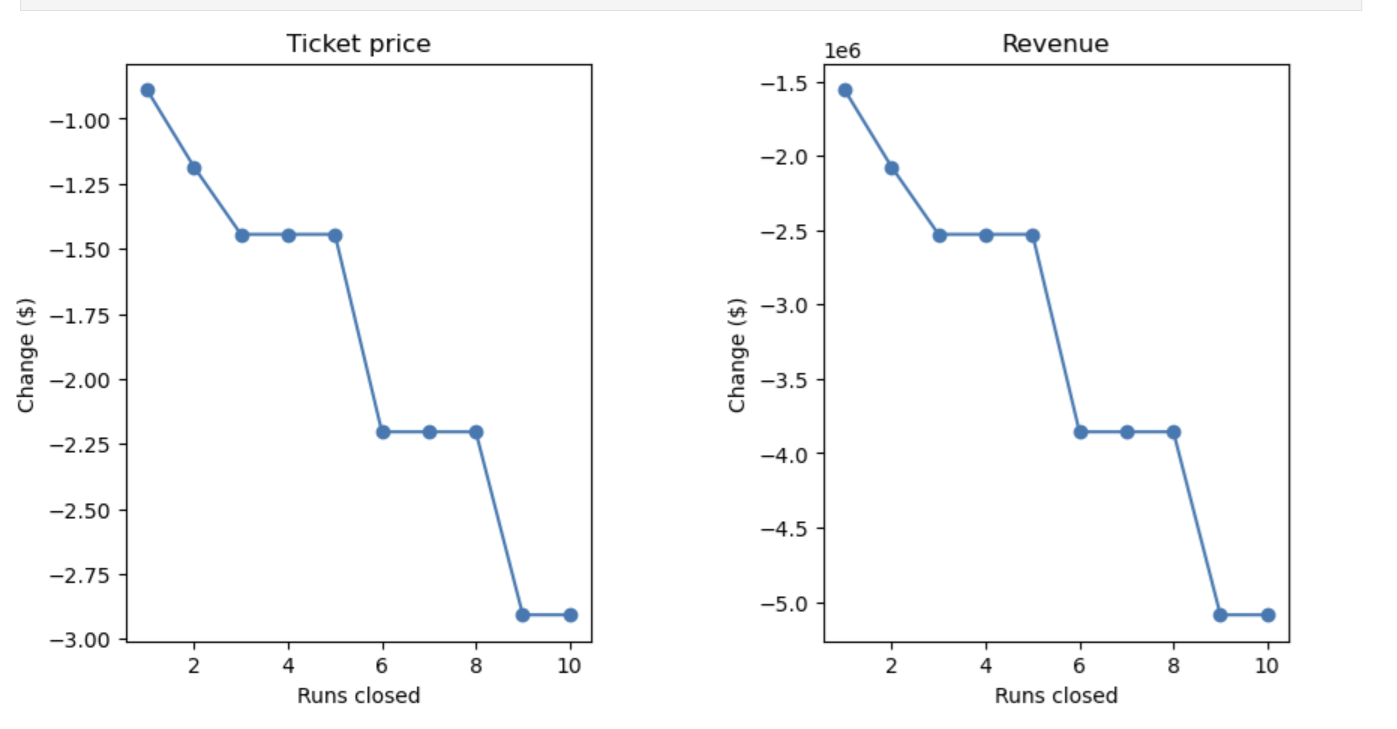 Ticket price
−1.00
−1.25
−1.50
−1.75
−2.00
−2.25
−2.50
−2.75
−3.00
Change ($)
2 4 6 8 10
Runs closed
Revenue
1e6
−1.5
−2.0
−2.5
−3.0
−3.5
−4.0
−4.5
−5.0
Change ($)
2 4 6 8 10
Runs closed